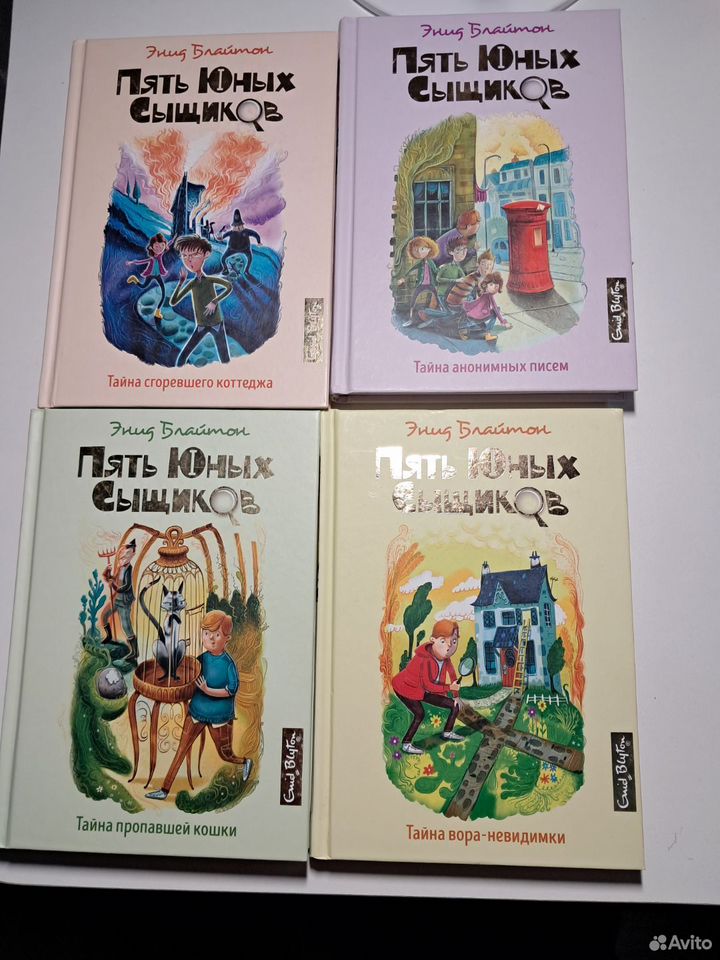 Энид Блайтон
Пять Юных
Сыщиков
Enid Blyton
Тайна сгоревшего коттеджа
Энид Блайтон
Пять Юных
Сыщиков
Enid Blyton
Тайна анонимных писем
Энид Блайтон
Пять Юных
Сыщиков
Enid Blyton
Тайна пропавшей кошки
Энид Блайтон
Пять Юных
Сыщиков
Enid Blyton
Тайна вора-невидимки
Avito